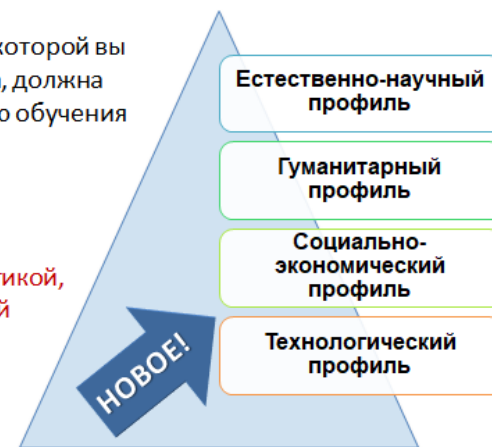 которой вы
, должна
ю обучения
тикой,
й
Естественно-научный
профиль
Гуманитарный
профиль
Социально-
экономический
профиль
Технологический
профиль
НОВОЕ!